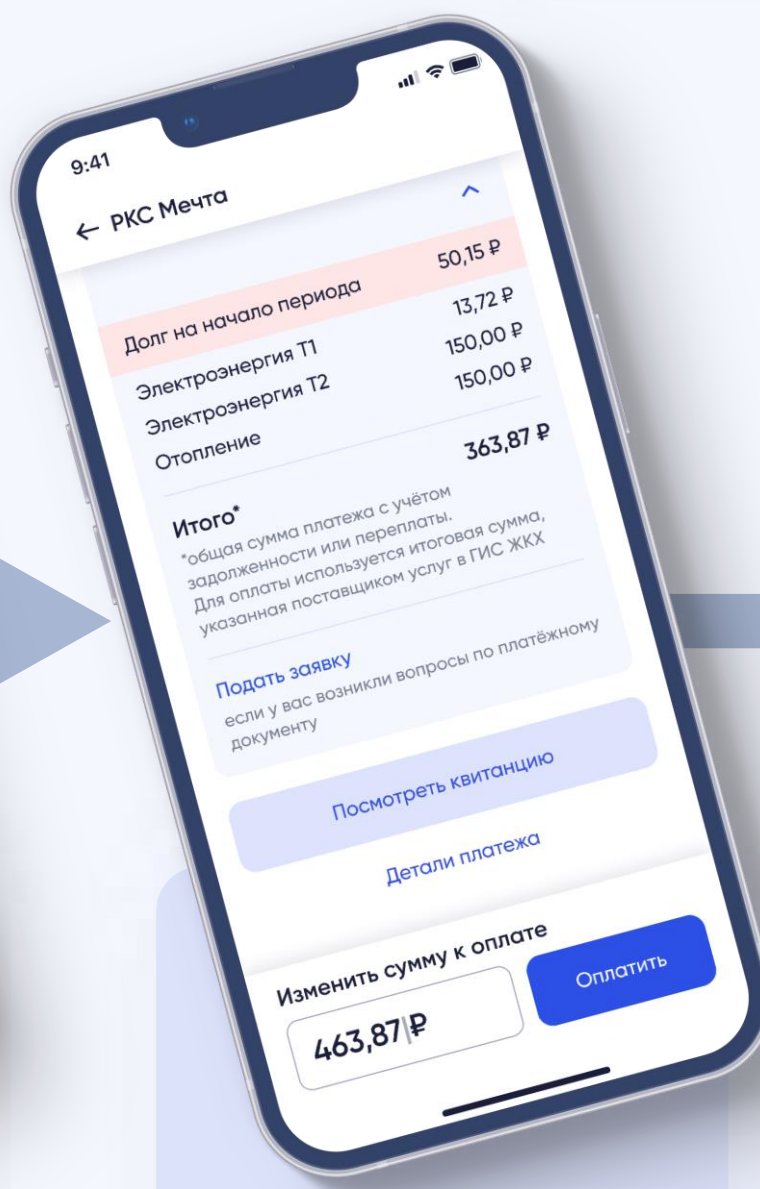 9:41
← РКС Мечта
Долг на начало периода 50,15 ₽
Электроэнергия Т1 13,72 ₽
Электроэнергия Т2 150,00 ₽
Отопление 150,00 ₽
Итого* 363,87 ₽
*общая сумма платежа с учётом
задолженности или переплаты.
Для оплаты используется итоговая сумма,
указанная поставщиком услуг в ГИС ЖКХ
Подать заявку
если у вас возникли вопросы по платёжному
документу
Посмотреть квитанцию
Детали платежа
Изменить сумму к оплате
463,87 ₽
Оплатить